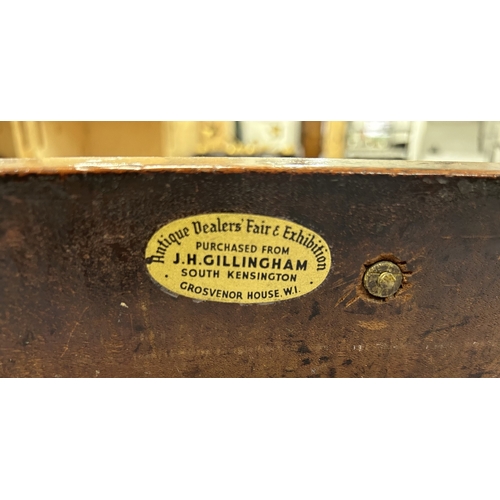 Antique Dealers' Fair & Exhibition
PURCHASED FROM
J.H.GILLINGHAM
SOUTH KENSINGTON
GROSVENOR HOUSE, W.I.